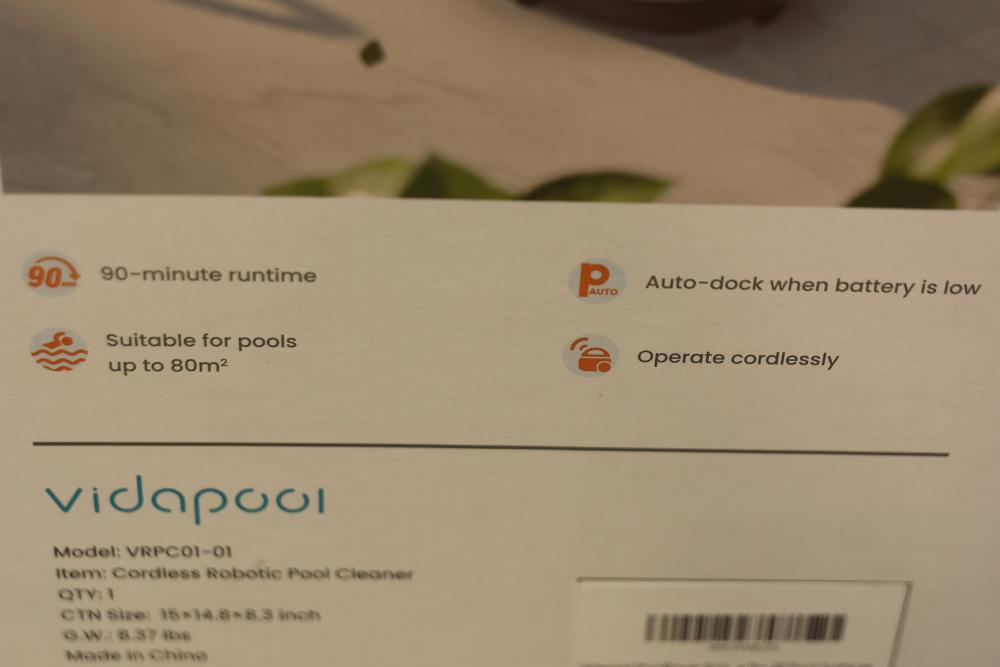 90 min
90-minute runtime
P AUTO
Auto-dock when battery is low
Suitable for pools
up to 80m²
Operate cordlessly
vidapool
Model: VRPC01-01
Item: Cordless Robotic Pool Cleaner
QTY: 1
CTN Size: 15×14.8×8.3 inch
G.W.: 8.37 lbs
Made in China